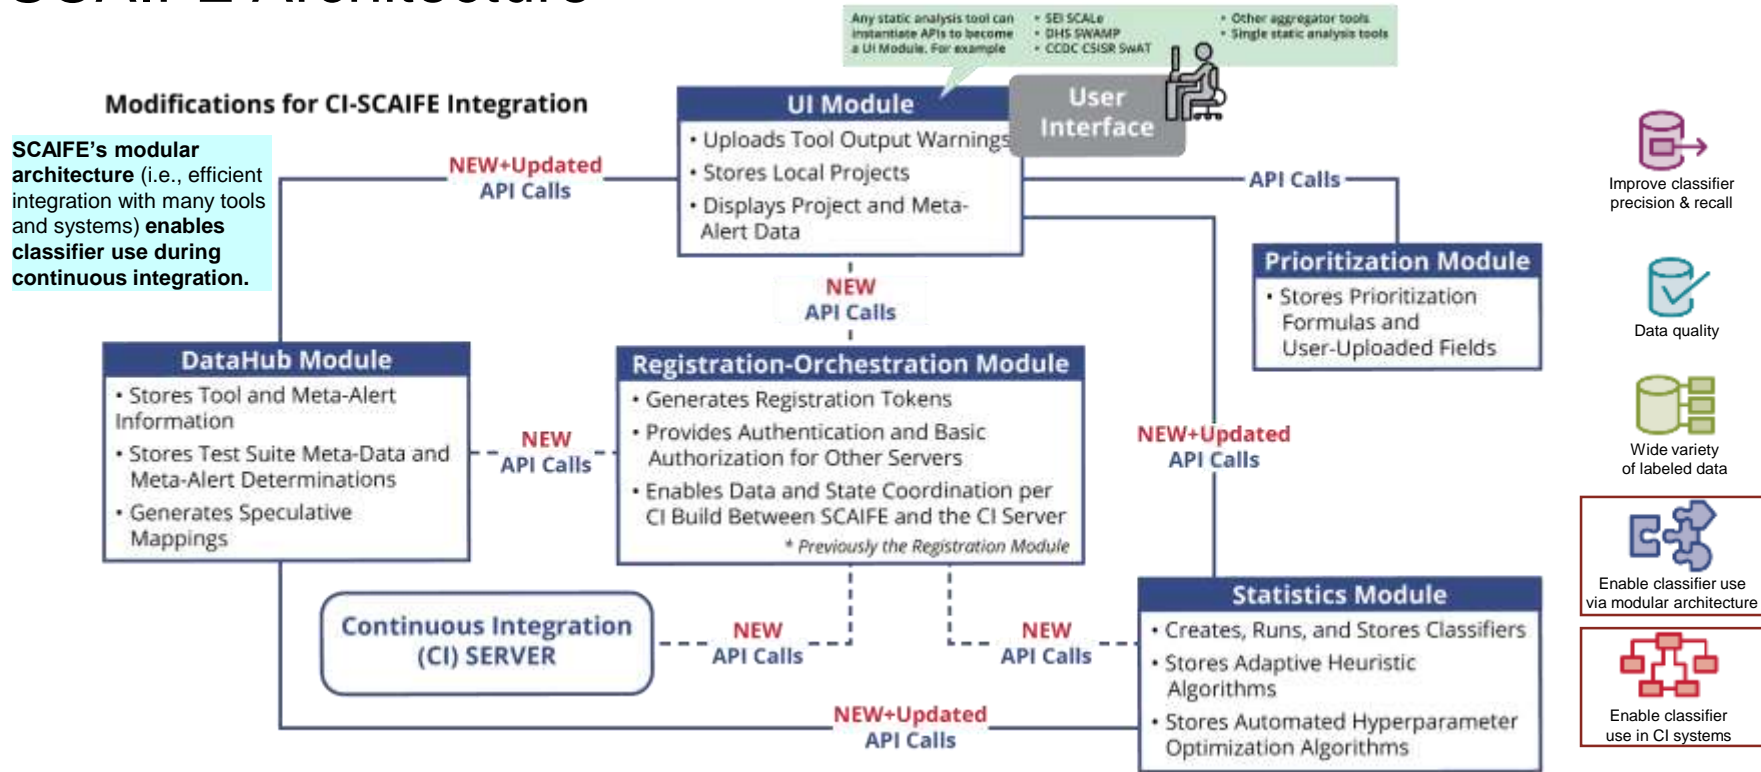 SCAIFE Architecture
Any static analysis tool can
instantiate APIs to become
a UI Module. For example
• SEI SCALe
• DHS SWAMP
• CCDC C5ISR SwAT
• Other aggregator tools
• Single static analysis tools
Modifications for CI-SCAIFE Integration
SCAIFE's modular
architecture (i.e., efficient
integration with many tools
and systems) enables
classifier use during
continuous integration.
NEW+Updated
API Calls
UI Module
• Uploads Tool Output Warnings
• Stores Local Projects
• Displays Project and Meta-
Alert Data
User
Interface
API Calls
Prioritization Module
• Stores Prioritization
Formulas and
User-Uploaded Fields
NEW
API Calls
DataHub Module
• Stores Tool and Meta-Alert
Information
• Stores Test Suite Meta-Data and
Meta-Alert Determinations
• Generates Speculative
Mappings
NEW
API Calls
Registration-Orchestration Module
• Generates Registration Tokens
• Provides Authentication and Basic
Authorization for Other Servers
• Enables Data and State Coordination per
CI Build Between SCAIFE and the CI Server
* Previously the Registration Module
NEW+Updated
API Calls
Continuous Integration
(CI) SERVER
NEW
API Calls
NEW
API Calls
Statistics Module
• Creates, Runs, and Stores Classifiers
• Stores Adaptive Heuristic
Algorithms
• Stores Automated Hyperparameter
Optimization Algorithms
NEW+Updated
API Calls
Improve classifier
precision & recall
Data quality
Wide variety
of labeled data
Enable classifier use
via modular architecture
Enable classifier
use in CI systems